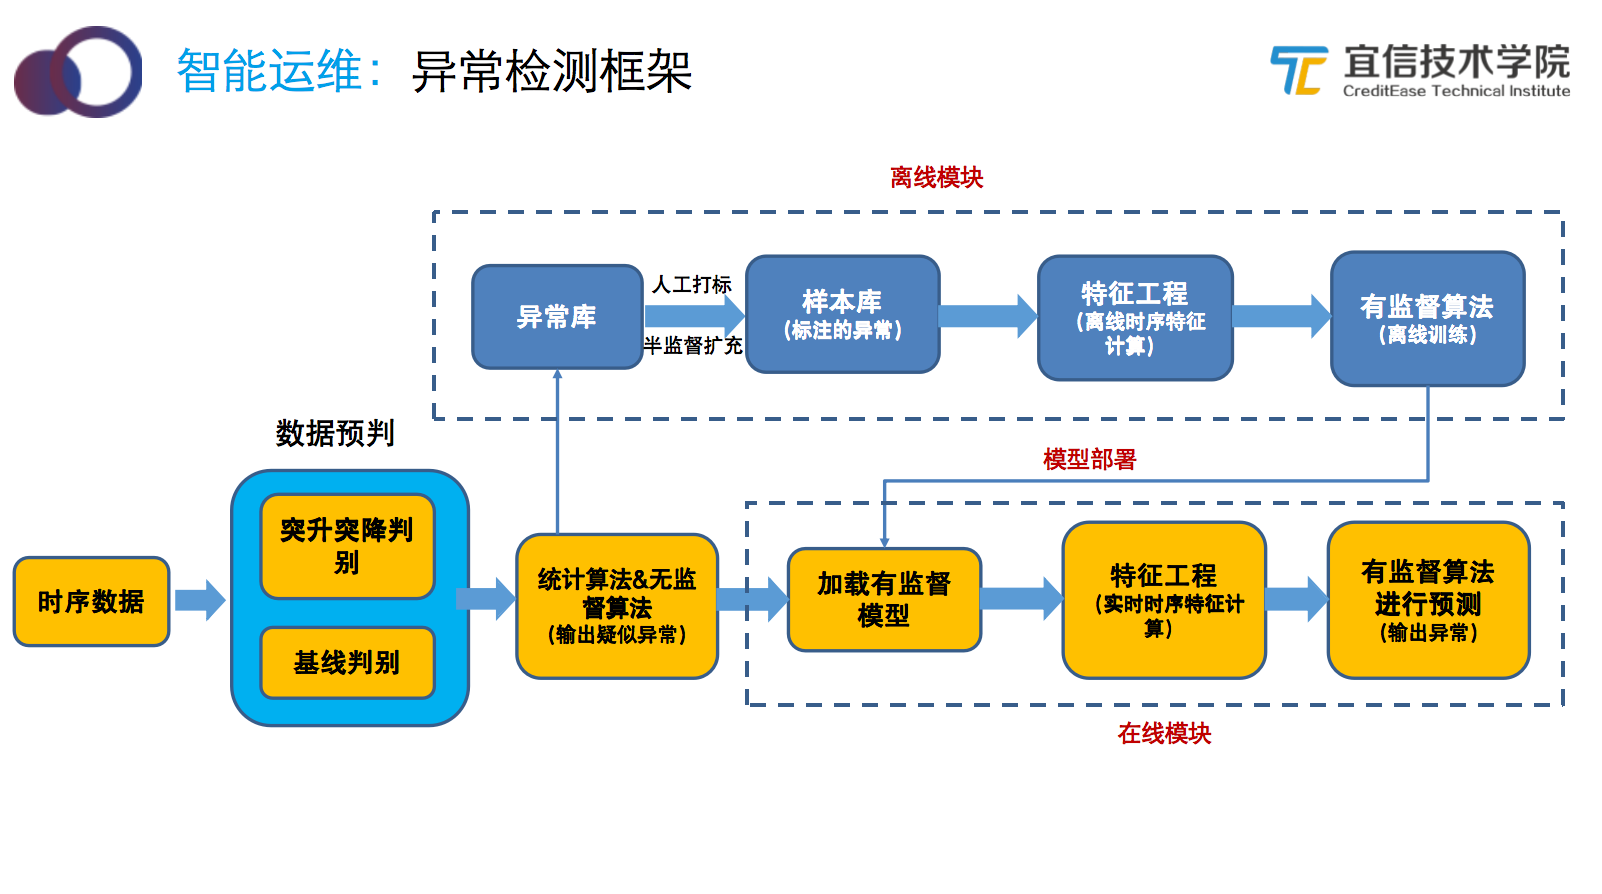 智能运维：异常检测框架
宜信技术学院
CreditEase Technical Institute
离线模块
异常库
人工打标
半监督扩充
样本库
(标注的异常)
特征工程
(离线时序特征
计算)
有监督算法
(离线训练)
数据预判
模型部署
时序数据
突升突降判
别
基线判别
统计算法&无监
督算法
(输出疑似异常)
加载有监督
模型
特征工程
(实时时序特征计
算)
有监督算法
进行预测
(输出异常)
在线模块